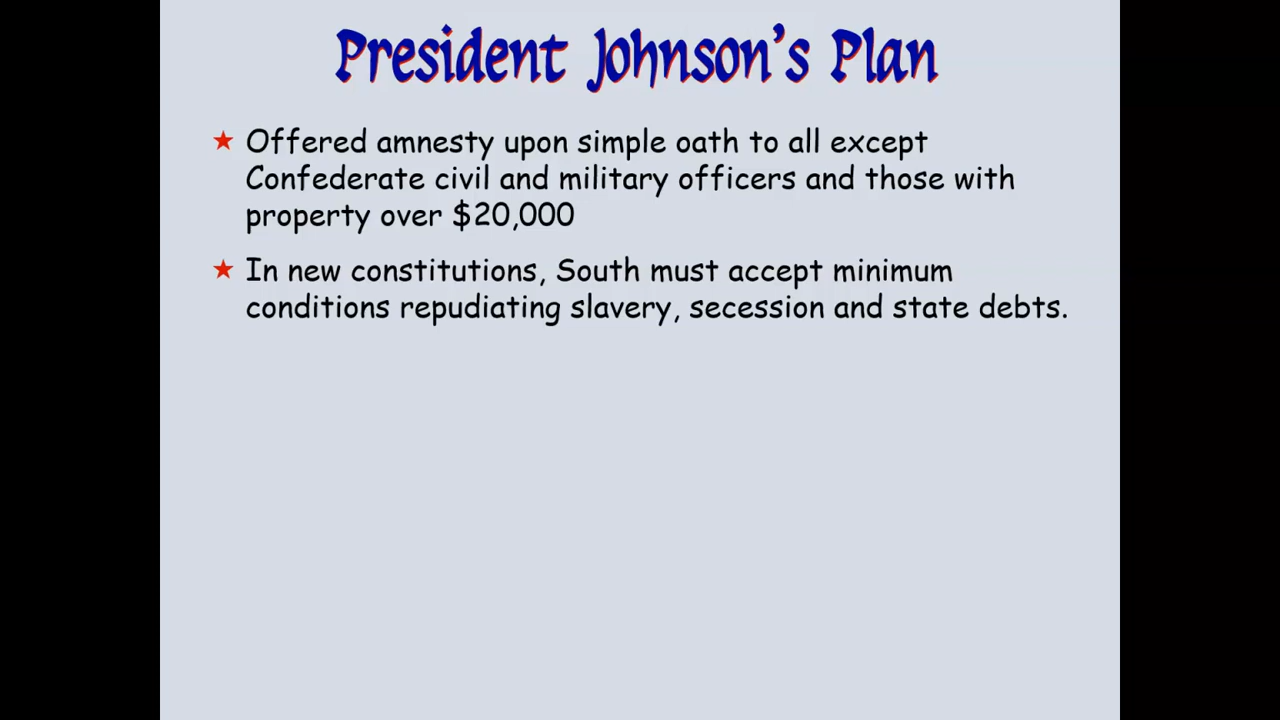 President Johnson's Plan
★ Offered amnesty upon simple oath to all except
Confederate civil and military officers and those with
property over $20,000
★ In new constitutions, South must accept minimum
conditions repudiating slavery, secession and state debts.